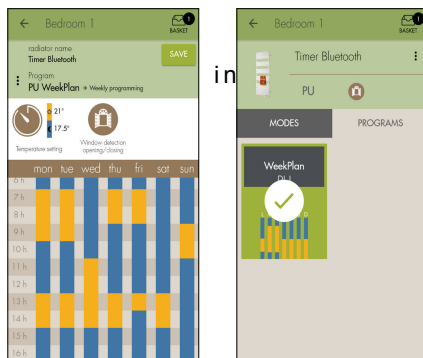 Bedroom 1
1
BASKET
radiator name
Timer Bluetooth
SAVE
Program
PU WeekPlan → Weekly programming
21°
17.5°
Temperature setting
Window detection
opening/closing
mon tue wed thu fri sat sun
6 h
7 h
8 h
9 h
10 h
11 h
12 h
13 h
14 h
15 h
16 h
in
Bedroom 1
1
BASKET
Timer Bluetooth
PU
MODES PROGRAMS
WeekPlan
PU